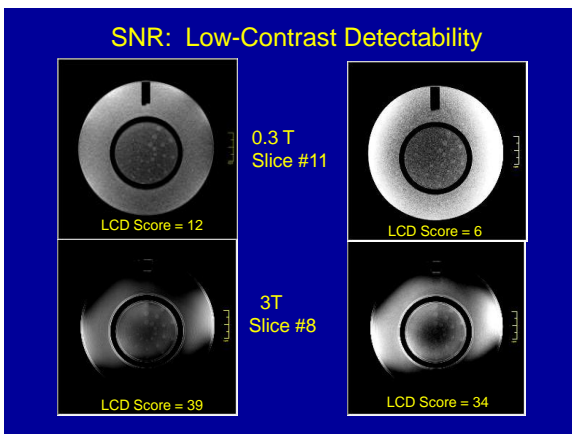 SNR:  Low-Contrast Detectability
0.3 T
Slice #11
LCD Score = 12
LCD Score = 6
3T
Slice #8
LCD Score = 39
LCD Score = 34